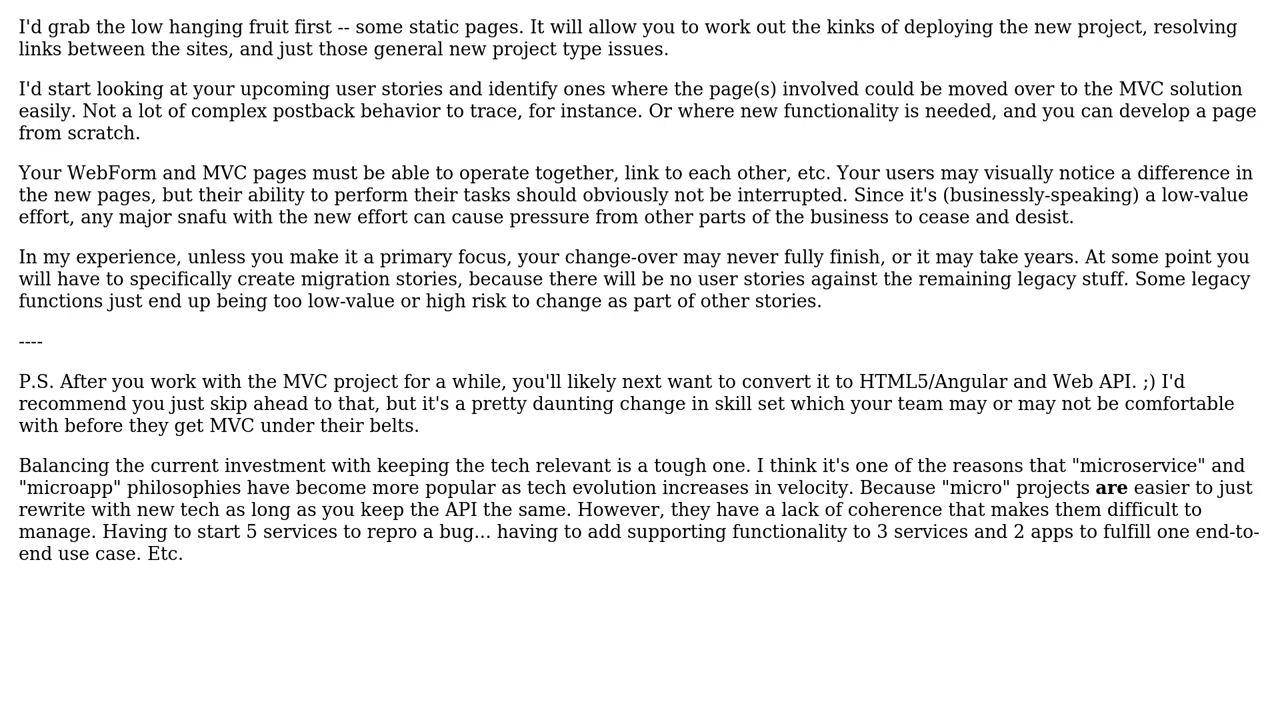 I'd grab the low hanging fruit first -- some static pages. It will allow you to work out the kinks of deploying the new project, resolving
links between the sites, and just those general new project type issues.
I'd start looking at your upcoming user stories and identify ones where the page(s) involved could be moved over to the MVC solution
easily. Not a lot of complex postback behavior to trace, for instance. Or where new functionality is needed, and you can develop a page
from scratch.
Your WebForm and MVC pages must be able to operate together, link to each other, etc. Your users may visually notice a difference in
the new pages, but their ability to perform their tasks should obviously not be interrupted. Since it's (businessly-speaking) a low-value
effort, any major snafu with the new effort can cause pressure from other parts of the business to cease and desist.
In my experience, unless you make it a primary focus, your change-over may never fully finish, or it may take years. At some point you
will have to specifically create migration stories, because there will be no user stories against the remaining legacy stuff. Some legacy
functions just end up being too low-value or high risk to change as part of other stories.
----
P.S. After you work with the MVC project for a while, you'll likely next want to convert it to HTML5/Angular and Web API. ;) I'd
recommend you just skip ahead to that, but it's a pretty daunting change in skill set which your team may or may not be comfortable
with before they get MVC under their belts.
Balancing the current investment with keeping the tech relevant is a tough one. I think it's one of the reasons that "microservice" and
"microapp" philosophies have become more popular as tech evolution increases in velocity. Because "micro" projects are easier to just
rewrite with new tech as long as you keep the API the same. However, they have a lack of coherence that makes them difficult to
manage. Having to start 5 services to repro a bug... having to add supporting functionality to 3 services and 2 apps to fulfill one end-to-
end use case. Etc.